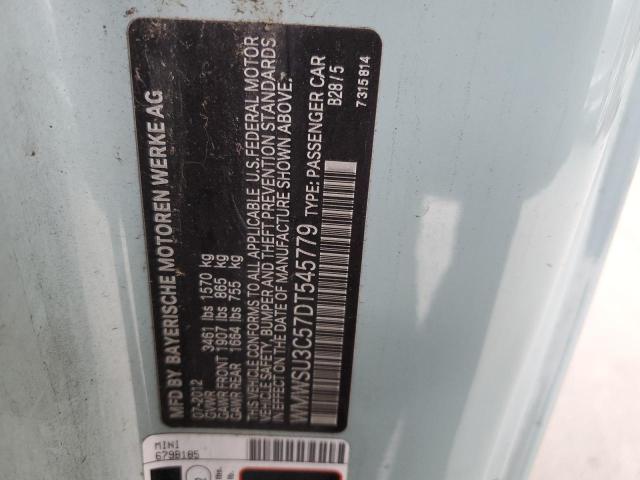 MFD BY BAYERISCHE MOTOREN WERKE AG
07-2012
GVWR 3461 lbs 1570 kg
GAWR FRONT 1907 lbs 865 kg
GAWR REAR 1664 lbs 755 kg
THIS VEHICLE CONFORMS TO ALL APPLICABLE U.S. FEDERAL MOTOR
VEHICLE SAFETY, BUMPER AND THEFT PREVENTION STANDARDS
IN EFFECT ON THE DATE OF MANUFACTURE SHOWN ABOVE.
WMWSU3C57DT545779 TYPE: PASSENGER CAR
B28/5
7315814
MINI
6798185
lbs.